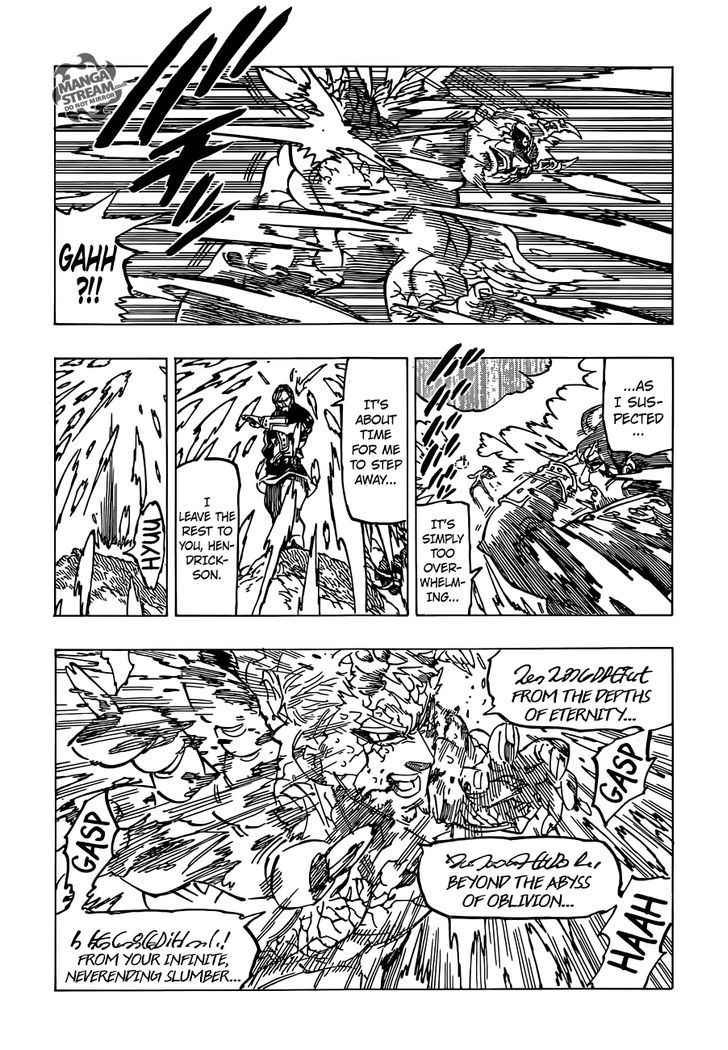 MANGA
STREAM.com
DO NOT MIRROR
GAHH
?!!
...AS
I SUS-
PECTED
...
IT'S
SIMPLY
TOO
OVER-
WHELM-
ING...
IT'S
ABOUT
TIME
FOR ME
TO STEP
AWAY...
I
LEAVE THE
REST TO
YOU, HEN-
DRICK-
SON.
HYUU
FROM THE DEPTHS
OF ETERNITY...
GASP
GASP
BEYOND THE ABYSS
OF OBLIVION...
HAAH
FROM YOUR INFINITE,
NEVERENDING SLUMBER...